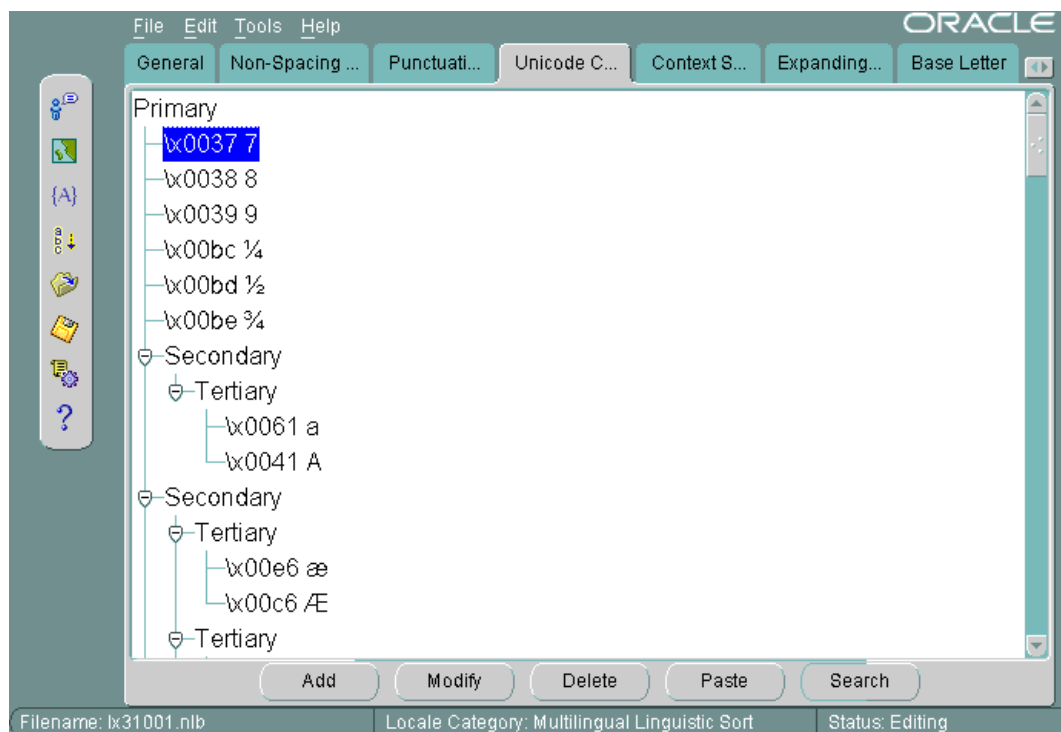 File Edit Tools Help ORACLE
General Non-Spacing ... Punctuati... Unicode C... Context S... Expanding... Base Letter
Primary
\x0037 7
\x0038 8
\x0039 9
\x00bc ¼
\x00bd ½
\x00be ¾
Secondary
Tertiary
\x0061 a
\x0041 A
Secondary
Tertiary
\x00e6 æ
\x00c6 Æ
Tertiary
{A}
a
b
c
?
Add Modify Delete Paste Search
Filename: lx31001.nlb Locale Category: Multilingual Linguistic Sort Status: Editing